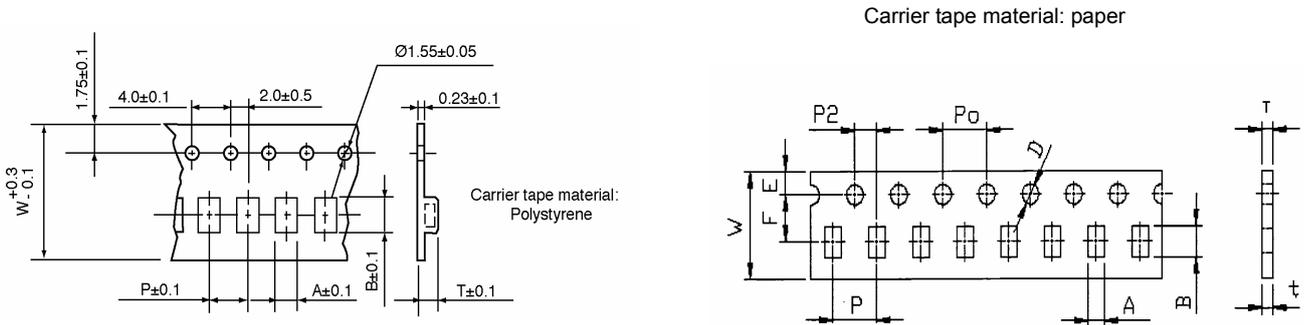 Carrier tape material: paper
Ø1.55±0.05
1.75±0.1
4.0±0.1
2.0±0.5
0.23±0.1
W +0.3
- 0.1
Carrier tape material:
Polystyrene
P±0.1
A±0.1
B±0.1
T±0.1
P2
Po
D
T
E
F
W
P
A
B
t